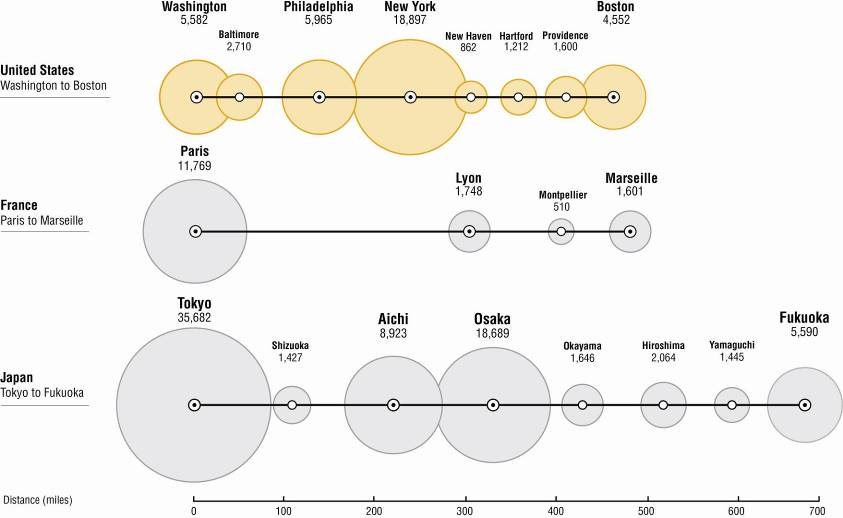 Washington
5,582
Baltimore
2,710
Philadelphia
5,965
New York
18,897
New Haven
862
Hartford
1,212
Providence
1,600
Boston
4,552
United States
Washington to Boston
Paris
11,769
Lyon
1,748
Montpellier
510
Marseille
1,601
France
Paris to Marseille
Tokyo
35,682
Shizuoka
1,427
Aichi
8,923
Osaka
18,689
Okayama
1,646
Hiroshima
2,064
Yamaguchi
1,445
Fukuoka
5,590
Japan
Tokyo to Fukuoka
Distance (miles)
0 100 200 300 400 500 600 700